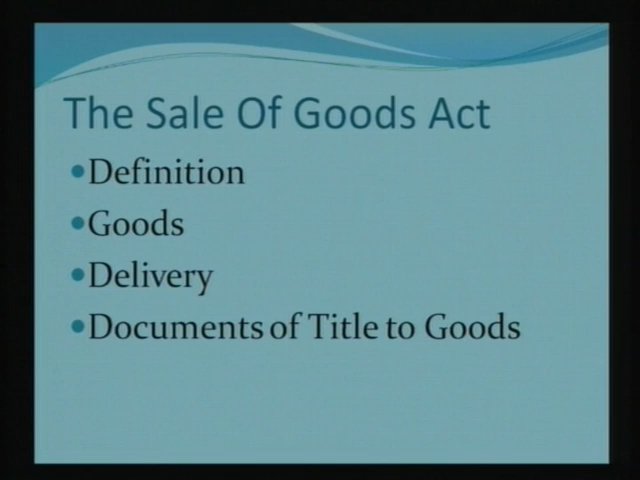 The Sale Of Goods Act
•Definition
•Goods
•Delivery
•Documents of Title to Goods